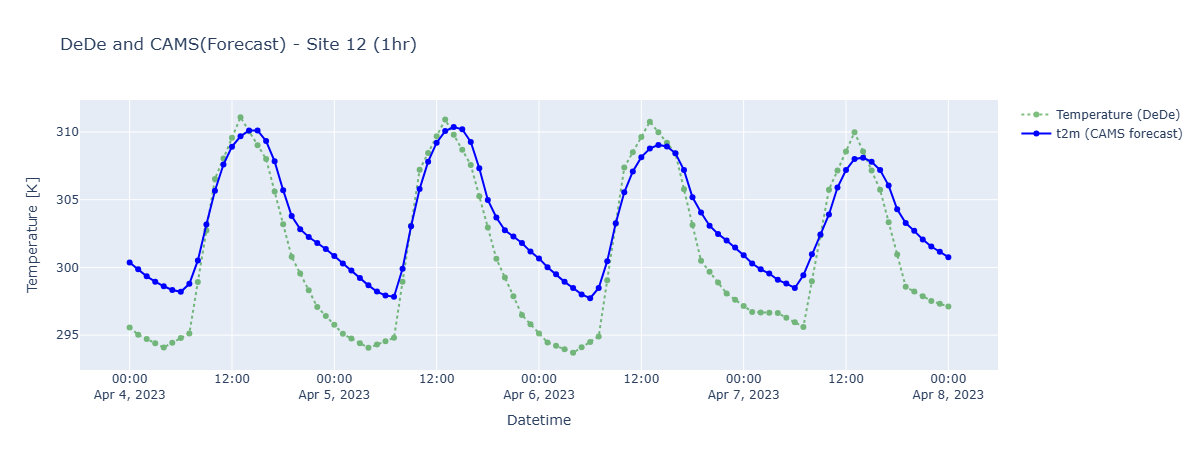 DeDe and CAMS(Forecast) - Site 12 (1hr)
Temperature (DeDe)
t2m (CAMS forecast)
Temperature [K]
310
305
300
295
00:00 12:00 00:00 12:00 00:00 12:00 00:00 12:00 00:00
Apr 4, 2023 Apr 5, 2023 Apr 6, 2023 Apr 7, 2023 Apr 8, 2023
Datetime